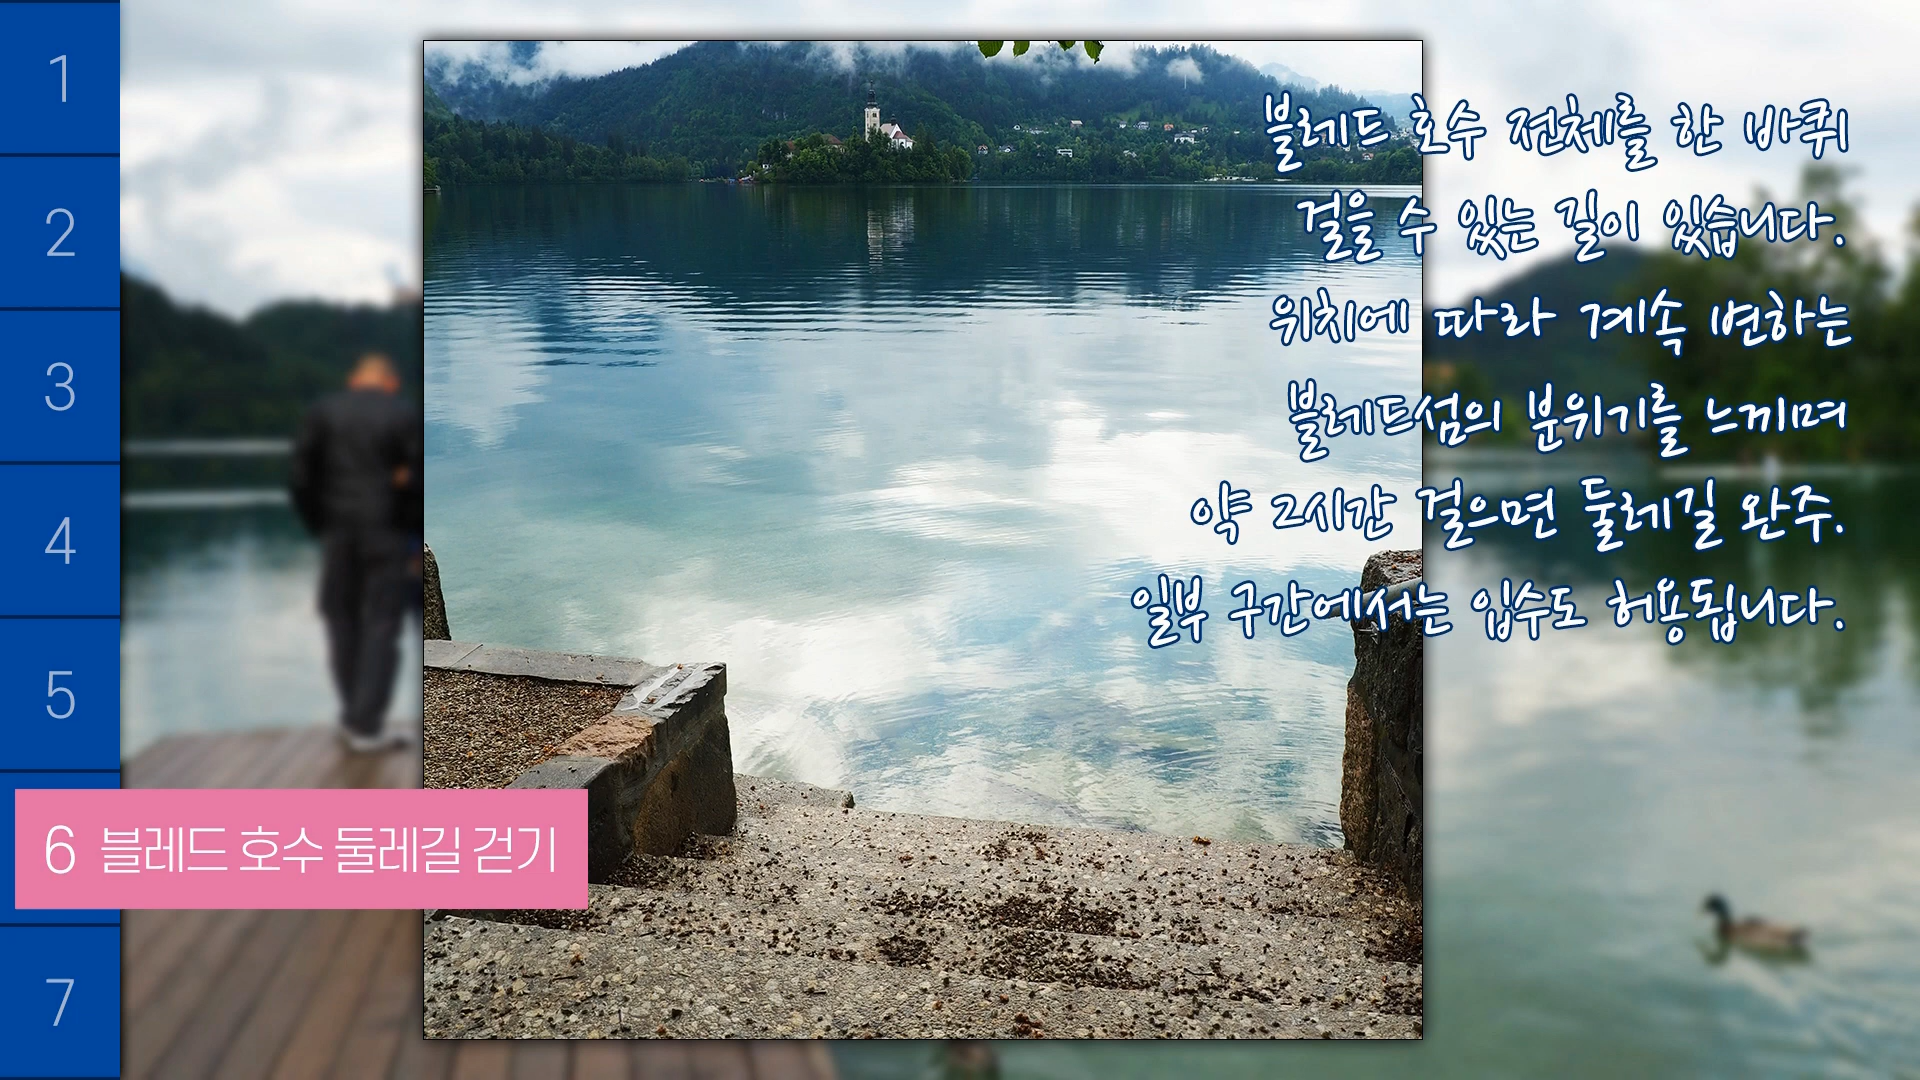 1
2
3
4
5
6 블레드 호수 둘레길 걷기
7
블레드 호수 전체를 한 바퀴
걸을 수 있는 길이 있습니다.
위치에 따라 계속 변하는
블레드섬의 분위기를 느끼며
약 2시간 걸으면 둘레길 완주.
일부 구간에서는 입수도 허용됩니다.